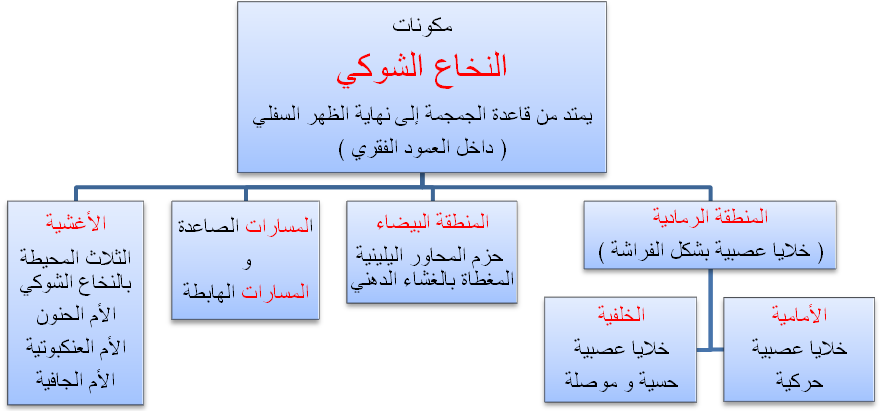 مكونات
النخاع الشوكي
يمتد من قاعدة الجمجمة إلى نهاية الظهر السفلي
( داخل العمود الفقري )
المنطقة الرمادية
( خلايا عصبية بشكل الفراشة )
الأمامية
خلايا عصبية
حركية
الخلفية
خلايا عصبية
حسية و موصلة
المنطقة البيضاء
حزم المحاور اليلينية
المغطاة بالغشاء الدهني
المسارات الصاعدة
و
المسارات الهابطة
الأغشية
الثلاث المحيطة
بالنخاع الشوكي
الأم الحنون
الأم العنكبوتية
الأم الجافية